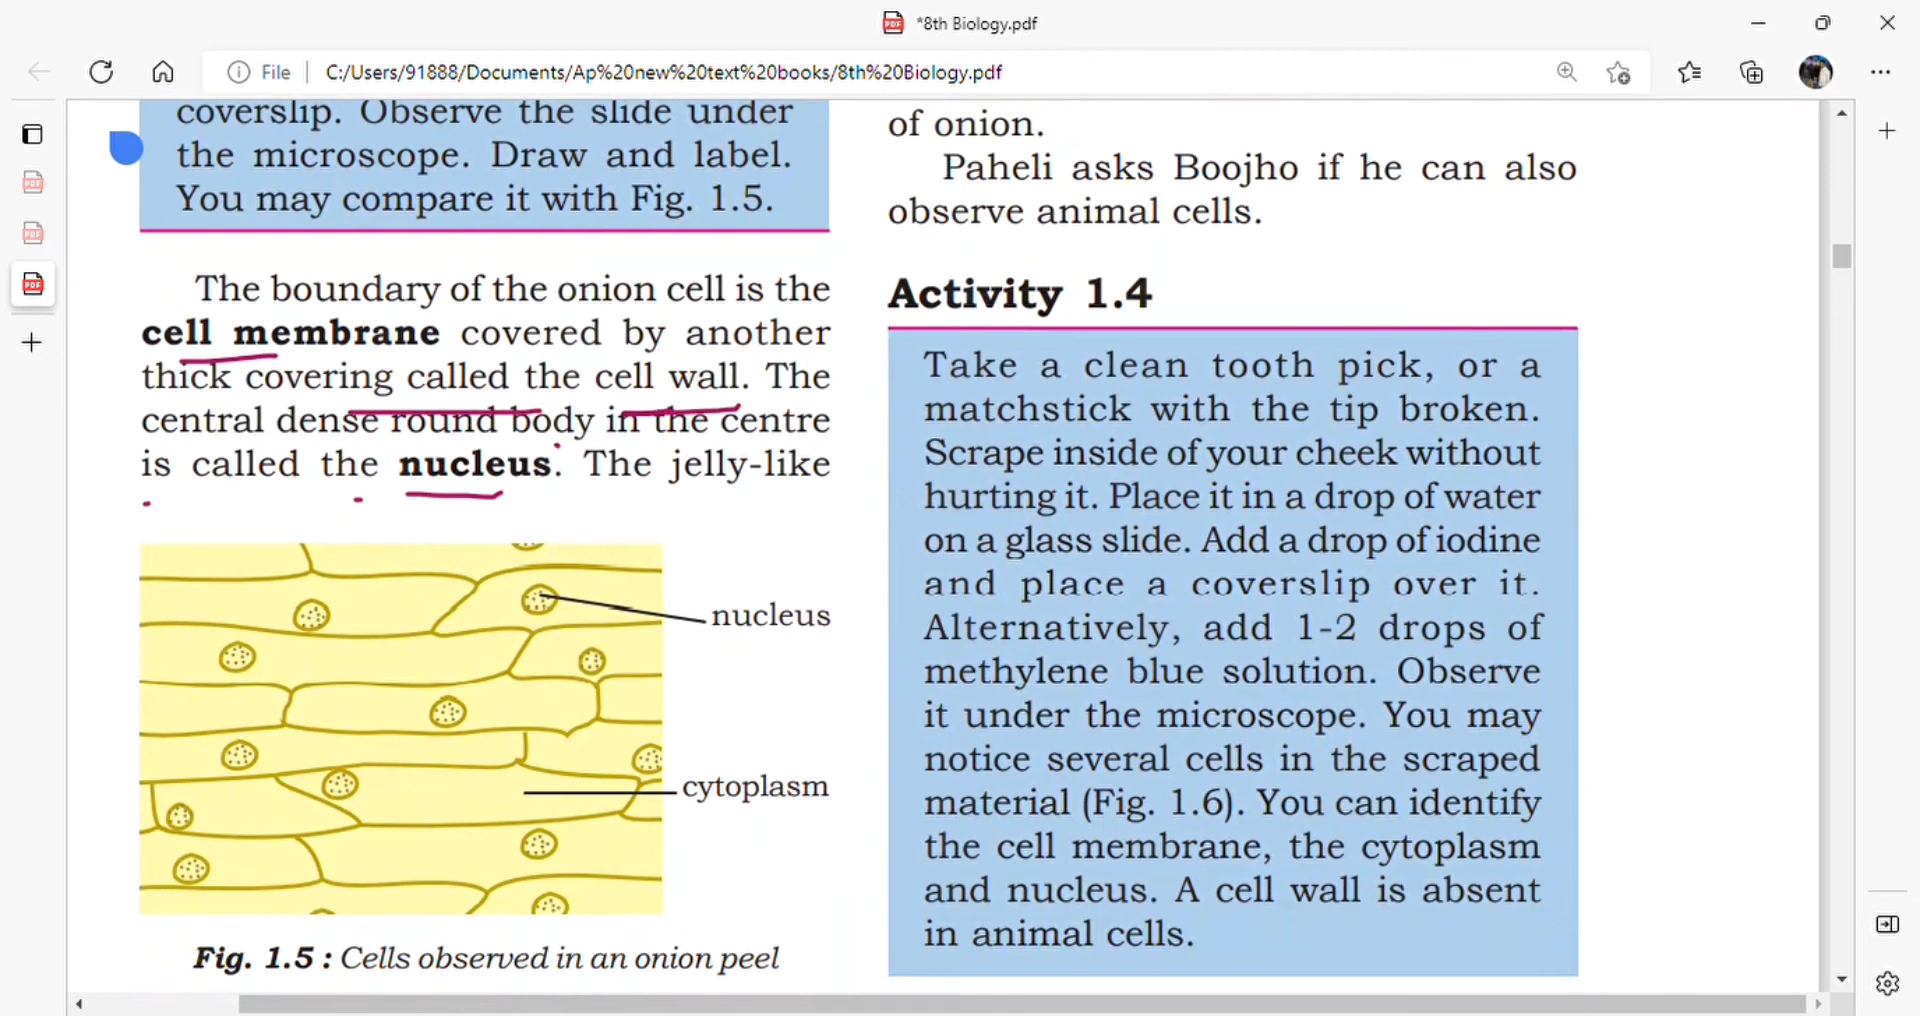 *8th Biology.pdf
File
C:/Users/91888/Documents/Ap%20new%20text%20books/8th%20Biology.pdf
coverslip. Observe the slide under
the microscope. Draw and label.
You may compare it with Fig. 1.5.
The boundary of the onion cell is the
cell membrane covered by another
thick covering called the cell wall. The
central dense round body in the centre
is called the nucleus. The jelly-like
nucleus
cytoplasm
Fig. 1.5 : Cells observed in an onion peel
of onion.
Paheli asks Boojho if he can also
observe animal cells.
Activity 1.4
Take a clean tooth pick, or a
matchstick with the tip broken.
Scrape inside of your cheek without
hurting it. Place it in a drop of water
on a glass slide. Add a drop of iodine
and place a coverslip over it.
Alternatively, add 1-2 drops of
methylene blue solution. Observe
it under the microscope. You may
notice several cells in the scraped
material (Fig. 1.6). You can identify
the cell membrane, the cytoplasm
and nucleus. A cell wall is absent
in animal cells.